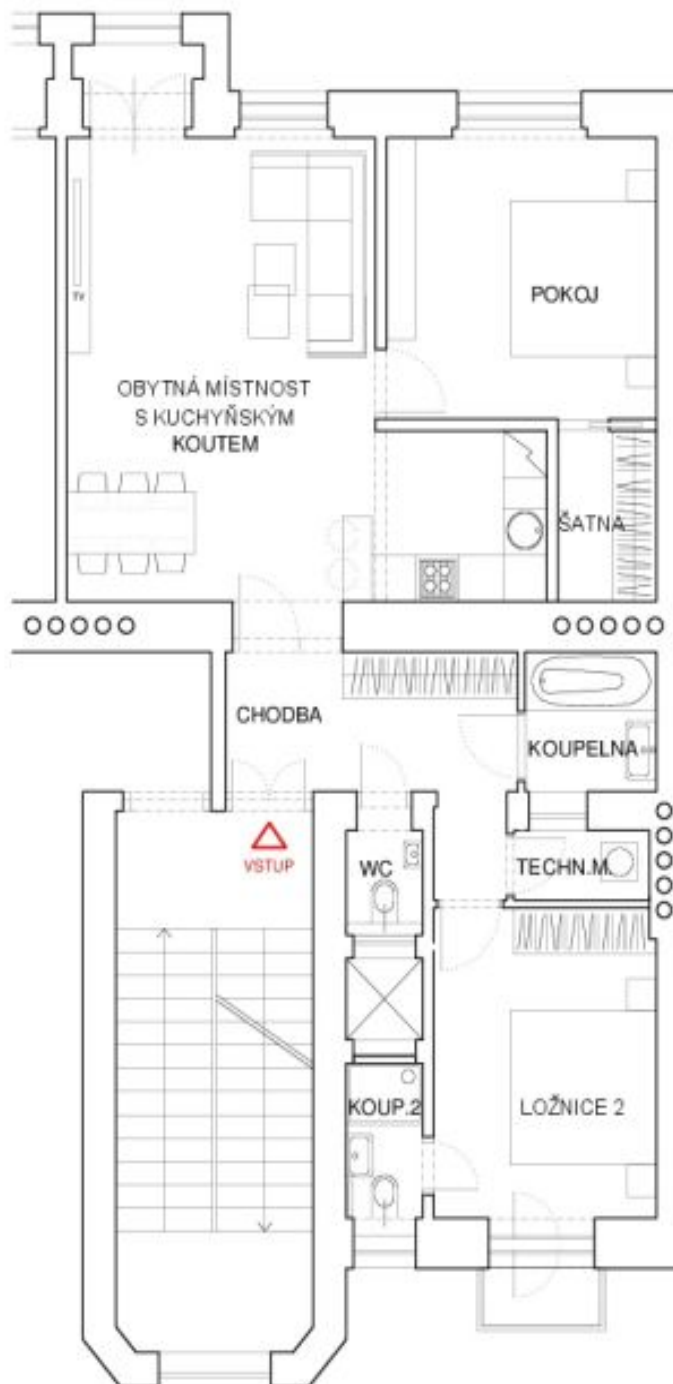 POKOJ
TV
OBYTNÁ MÍSTNOST
S KUCHYŇSKÝM
KOUTEM
ŠATNA
CHODBA
KOUPELNA
VSTUP
WC
TECHN.M.
KOUP.2
LOŽNICE 2